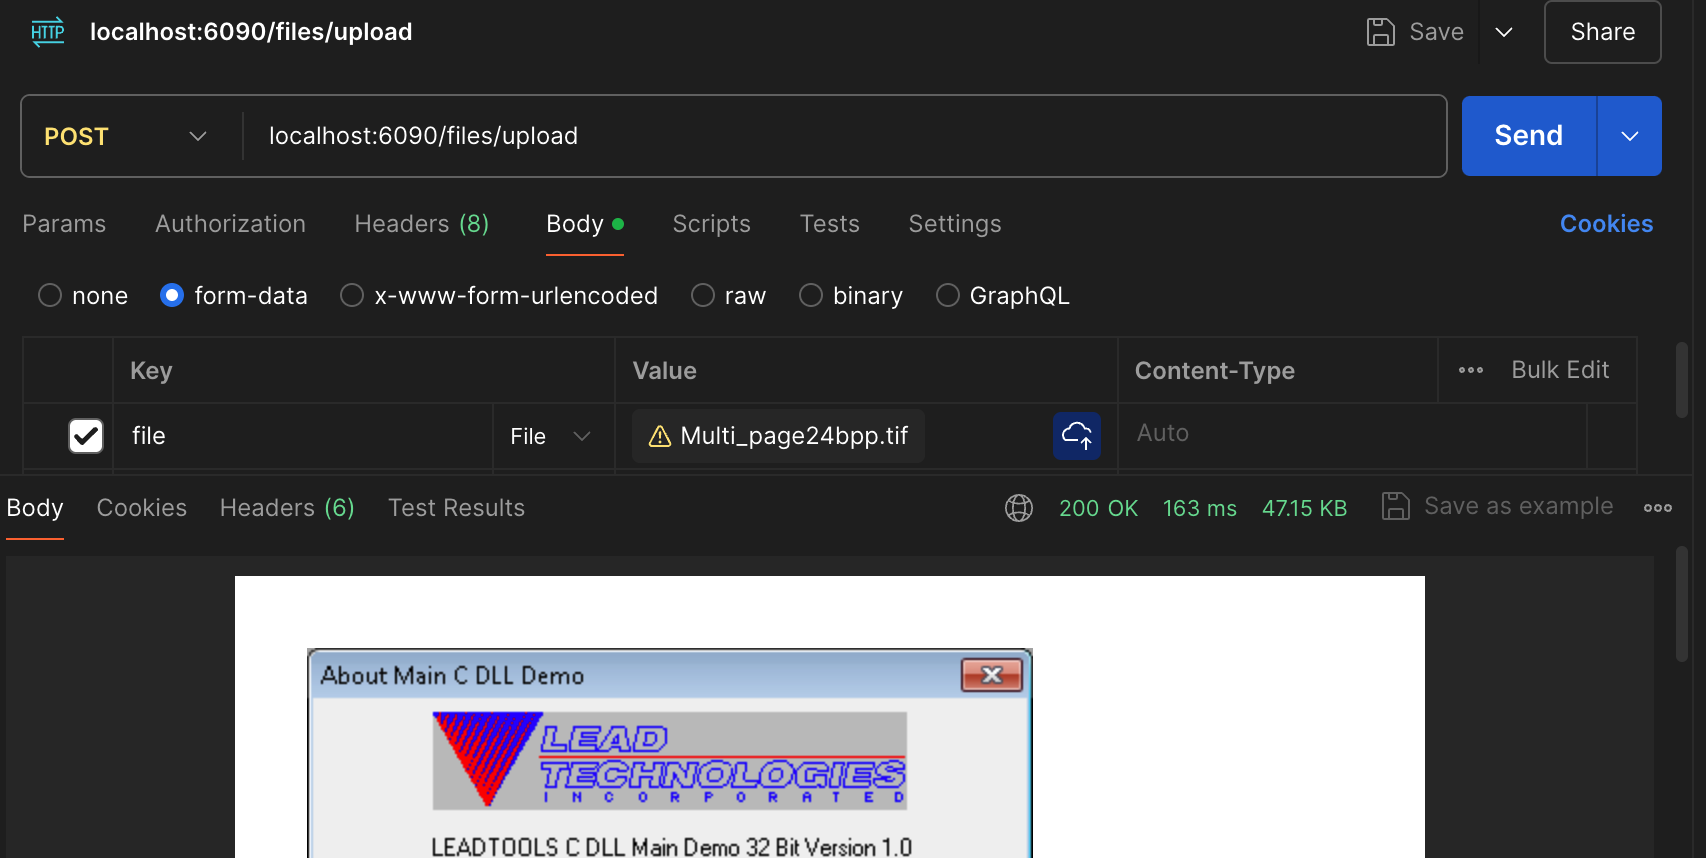 HTTP localhost:6090/files/upload Save Share
POST localhost:6090/files/upload Send
Params Authorization Headers (8) Body Scripts Tests Settings Cookies
none form-data x-www-form-urlencoded raw binary GraphQL
Key Value Content-Type Bulk Edit
file File Multi_page24bpp.tif Auto
Body Cookies Headers (6) Test Results 200 OK 163 ms 47.15 KB Save as example
About Main C DLL Demo
LEAD
TECHNOLOGIES
INCORPORATED
LEADTOOLS C DLL Main Demo 32 Bit Version 1.0